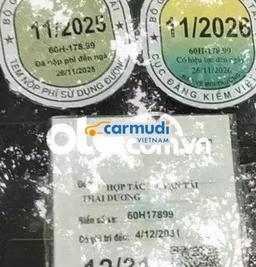 11/2025
60H-178.99
Đã nộp phí đến ngày
26/11/2025
TEM NỘP PHÍ SỬ DỤNG ĐƯỜNG
11/2026
60H-178.99
Có hiệu lực đến ngày
26/11/2026
CỤC ĐĂNG KIỂM VIỆ
carmudi
VIETNAM
HỢP TÁC VẬN TẢI
THÁI DƯƠNG
Biển số xe: 60H17899
Có giá trị đến: 4/12/2031